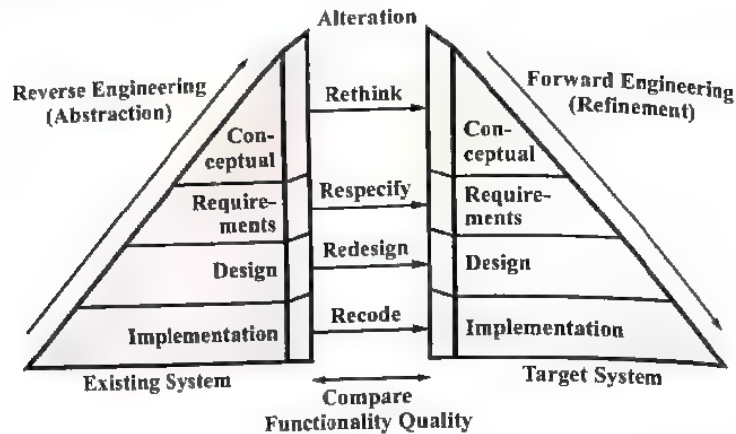 Alteration
Reverse Engineering
(Abstraction)
Forward Engineering
(Refinement)
Rethink
Con-
ceptual
Con-
ceptual
Respecify
Require-
ments
Require-
ments
Redesign
Design
Design
Recode
Implementation
Implementation
Existing System
Target System
Compare
Functionality Quality